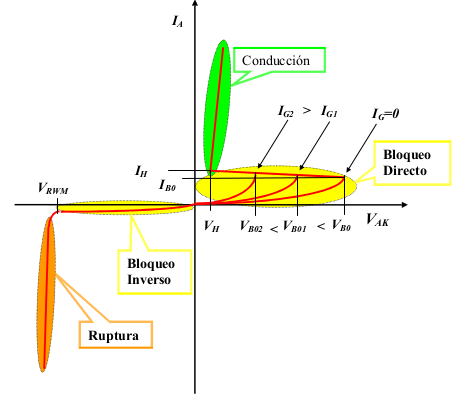 I_A
Conducción
I_G2 > I_G1
I_G=0
Bloqueo
Directo
I_H
I_B0
V_RWM
V_H V_B02 < V_B01 < V_B0
V_AK
Bloqueo
Inverso
Ruptura